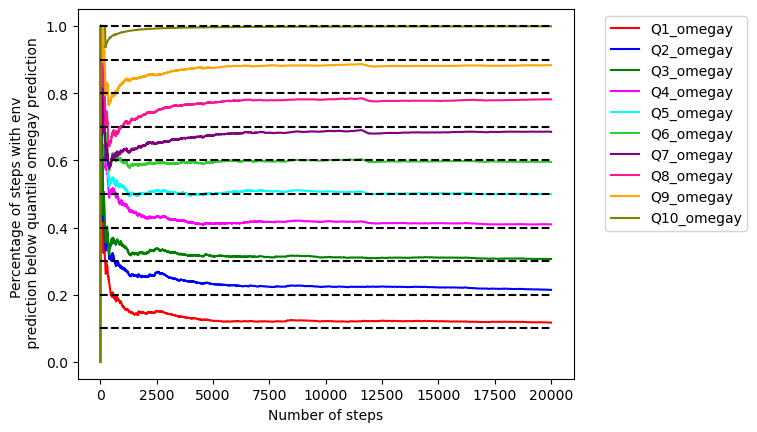 Percentage of steps with env
prediction below quantile omegay prediction
1.0
0.8
0.6
0.4
0.2
0.0
0
2500
5000
7500
10000
12500
15000
17500
20000
Number of steps
Q1_omegay
Q2_omegay
Q3_omegay
Q4_omegay
Q5_omegay
Q6_omegay
Q7_omegay
Q8_omegay
Q9_omegay
Q10_omegay